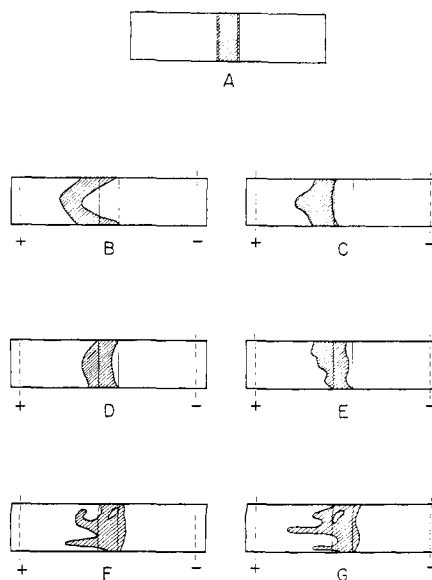 A
+ B - + C -
+ D - + E -
+ F - + G -